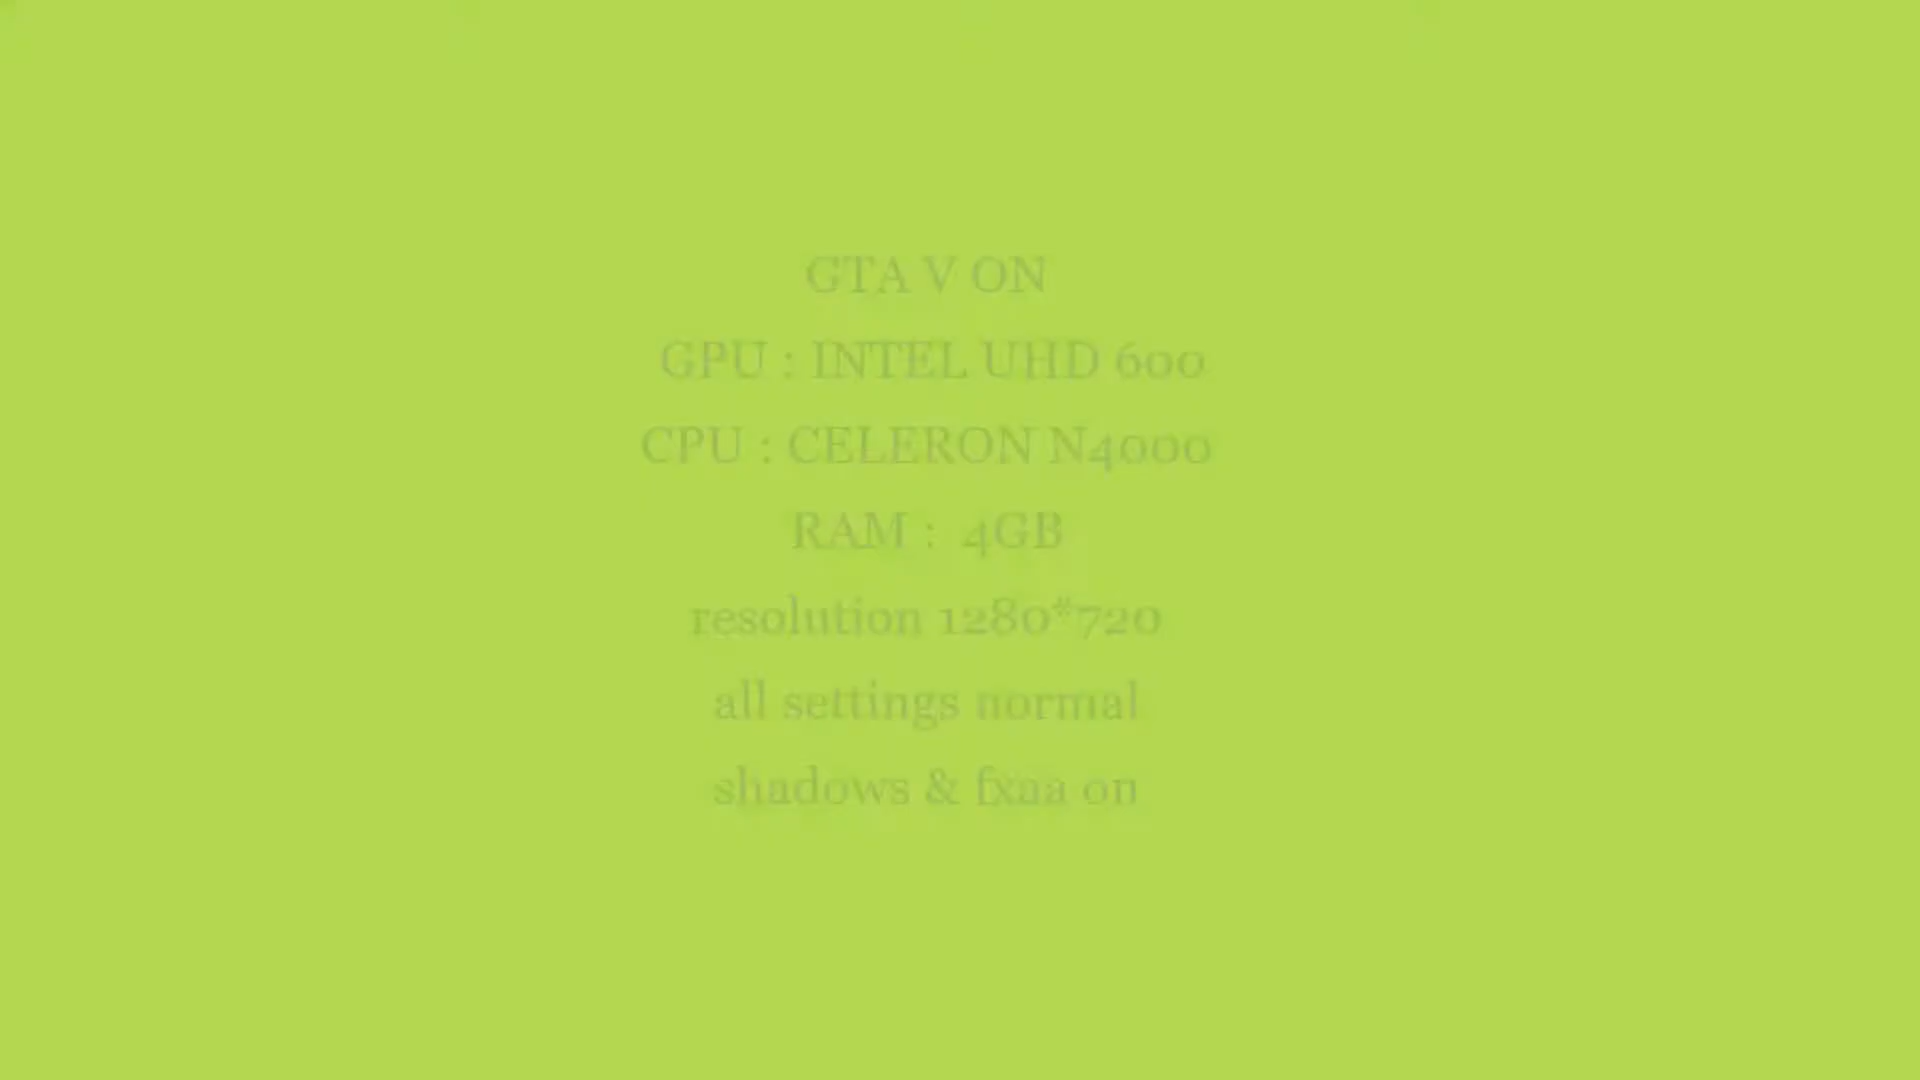 GTA V ON
GPU : INTEL UHD 600
CPU : CELERON N4000
RAM :  4GB
resolution 1280*720
all settings normal
shadows & fxaa on